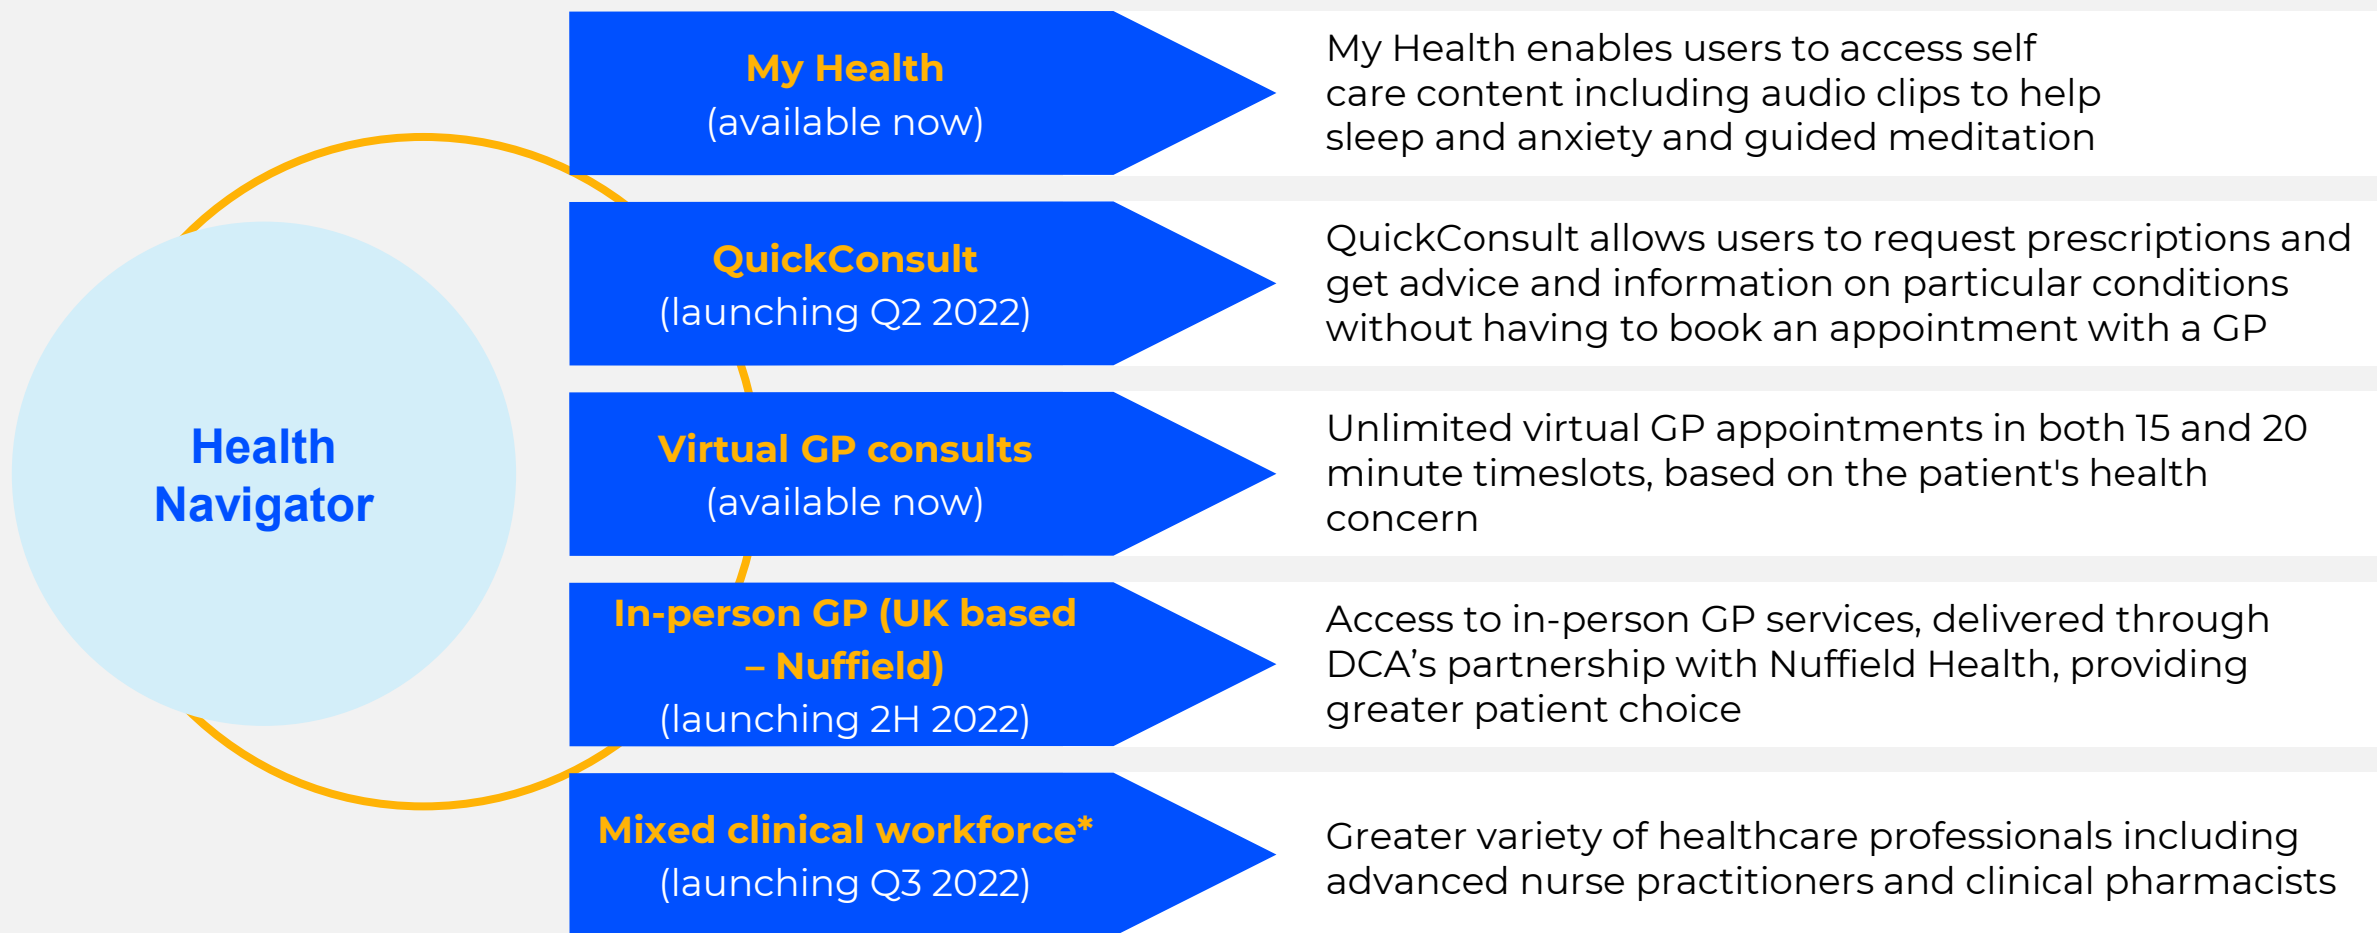 My Health
(available now)
My Health enables users to access self
care content including audio clips to help
sleep and anxiety and guided meditation
QuickConsult
(launching Q2 2022)
QuickConsult allows users to request prescriptions and
get advice and information on particular conditions
without having to book an appointment with a GP
Health
Navigator
Virtual GP consults
(available now)
Unlimited virtual GP appointments in both 15 and 20
minute timeslots, based on the patient's health
concern
In-person GP (UK based
– Nuffield)
(launching 2H 2022)
Access to in-person GP services, delivered through
DCA’s partnership with Nuffield Health, providing
greater patient choice
Mixed clinical workforce*
(launching Q3 2022)
Greater variety of healthcare professionals including
advanced nurse practitioners and clinical pharmacists